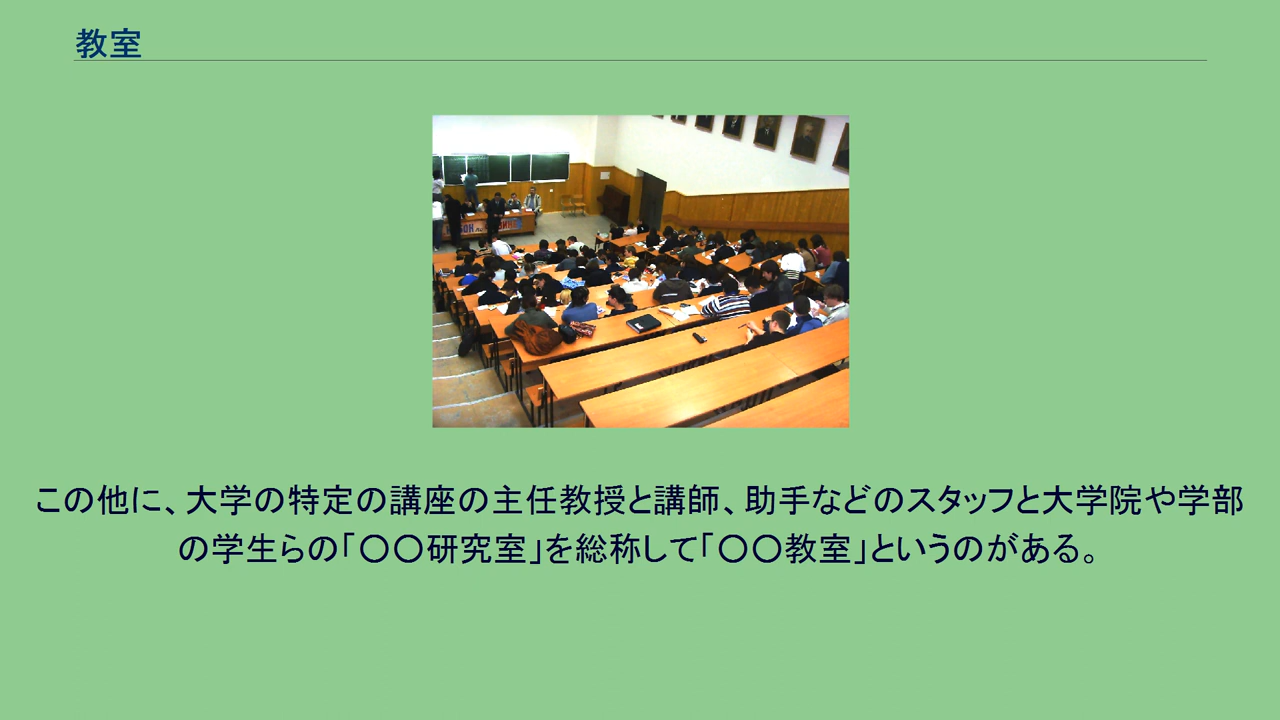 教室
この他に、大学の特定の講座の主任教授と講師、助手などのスタッフと大学院や学部
の学生らの「〇〇研究室」を総称して「〇〇教室」というのがある。